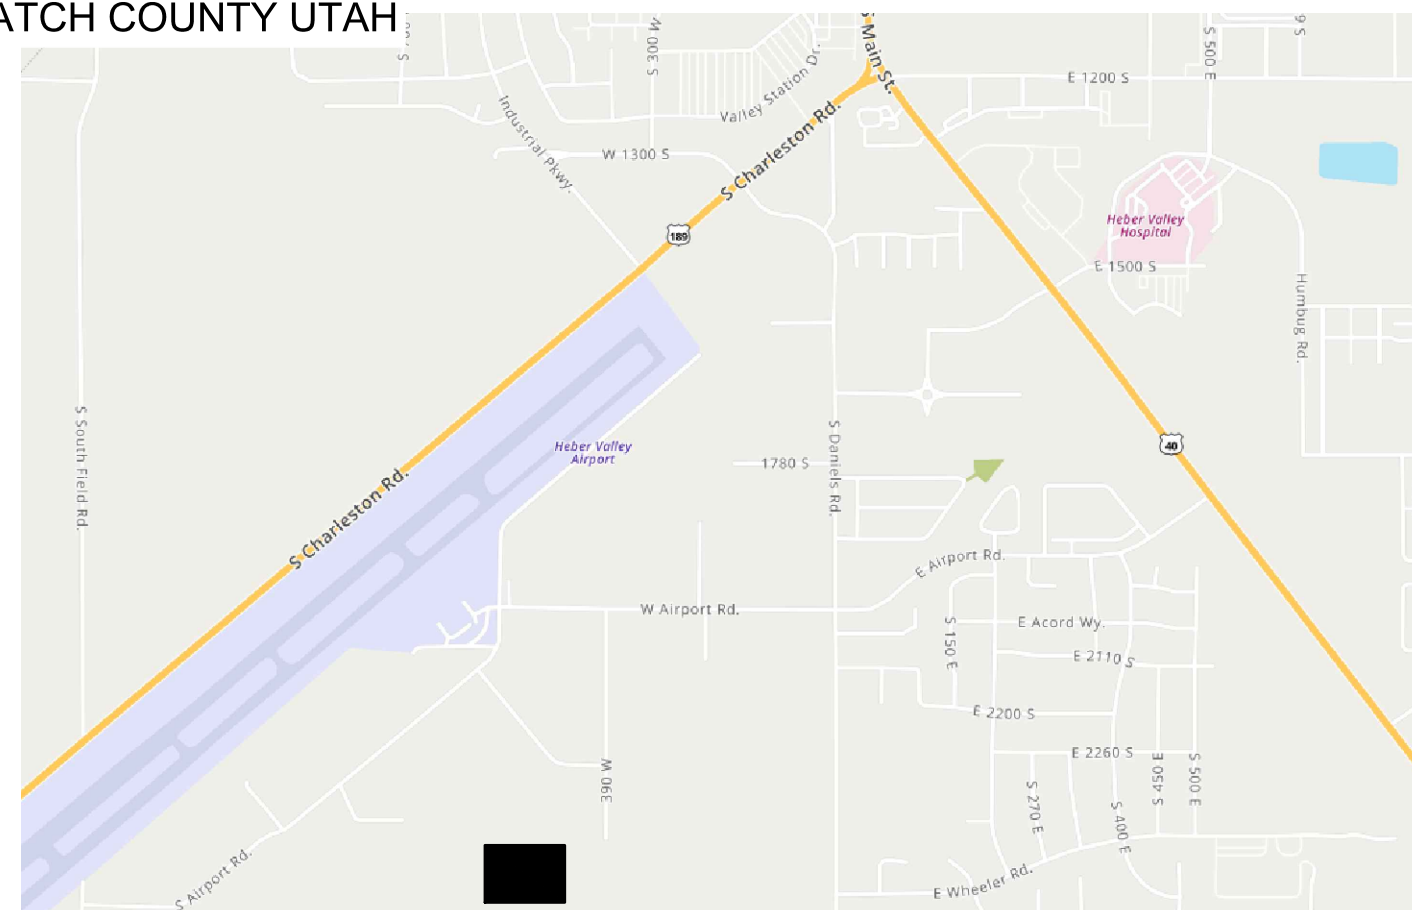 ATCH COUNTY UTAH
S Main St.
S 300 W
S 500 E
E 1200 S
Valley Station Dr.
Industrial Pkwy.
S Charleston Rd.
W 1300 S
189
Heber Valley
Hospital
E 1500 S
Humbug Rd.
S South Field Rd.
Heber Valley
Airport
S Daniels Rd.
40
1780 S
S Charleston Rd.
E Airport Rd.
W Airport Rd.
E Acord Wy.
S 150 E
E 2110 S
E 2200 S
E 2260 S
396 W
S 450 E
S 500 E
S 270 E
S 400 E
S Airport Rd.
E Wheeler Rd.